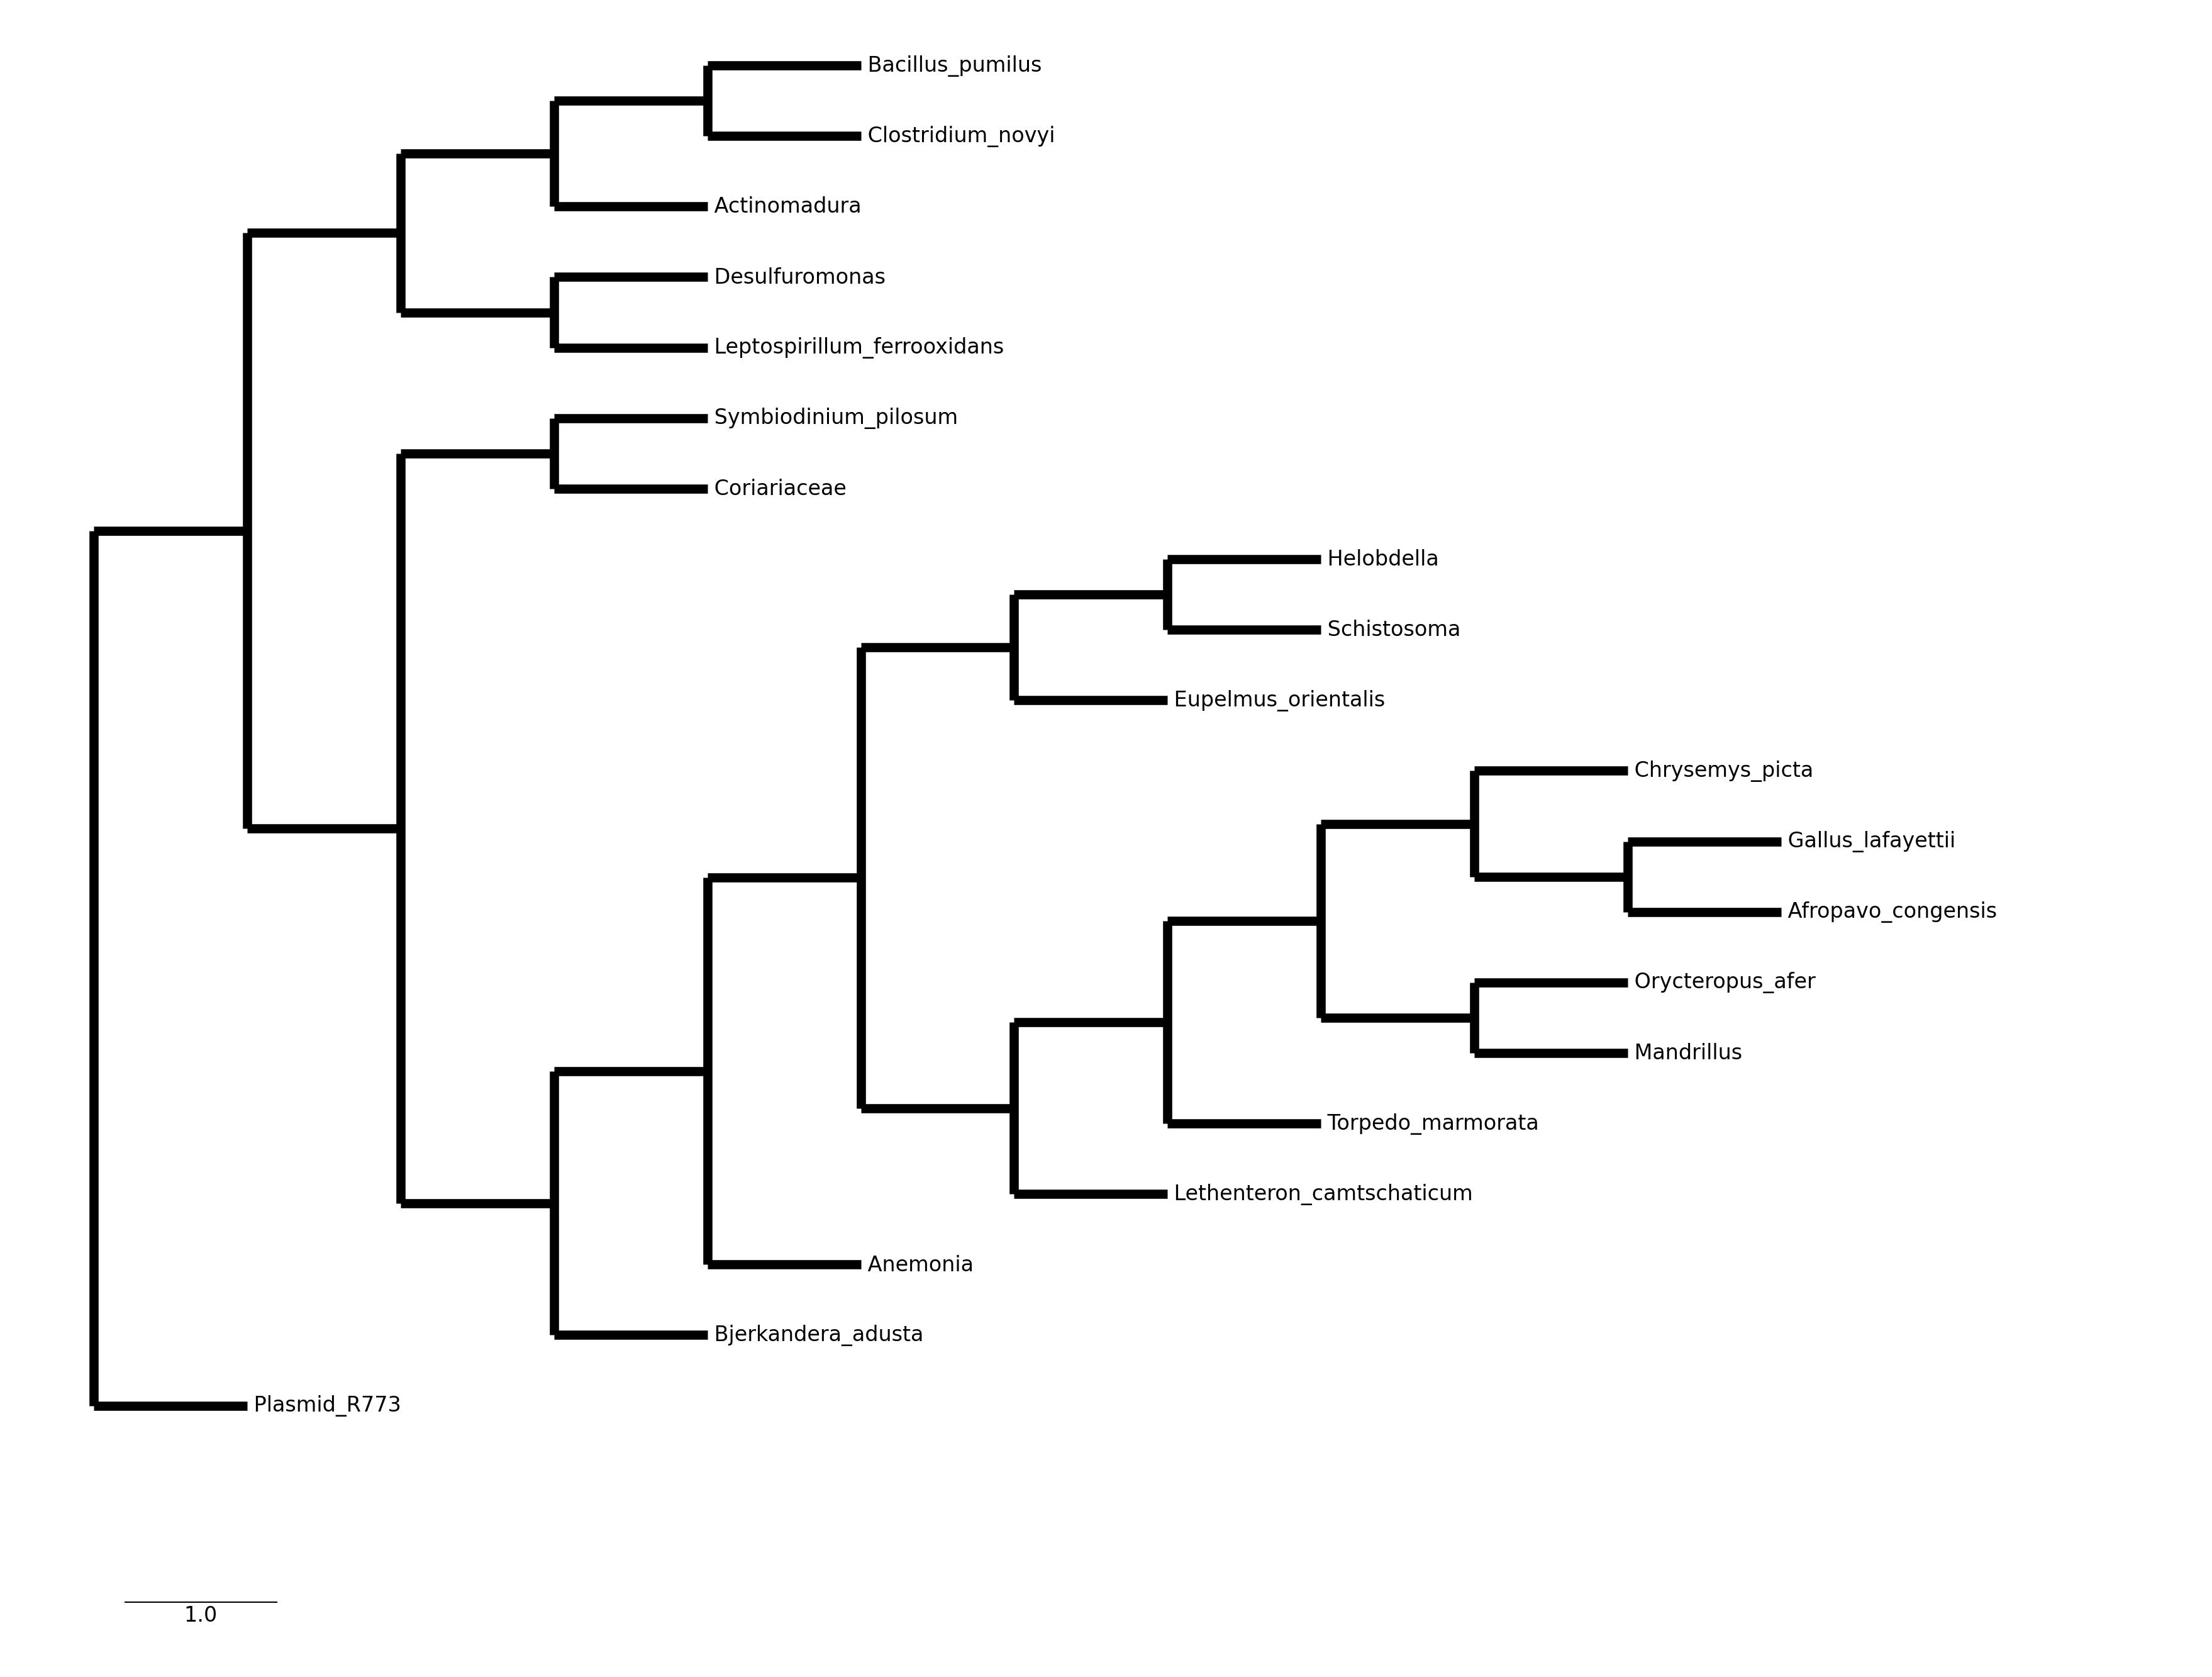 Bacillus_pumilus
Clostridium_novyi
Actinomadura
Desulfuromonas
Leptospirillum_ferrooxidans
Symbiodinium_pilosum
Coriariaceae
Helobdella
Schistosoma
Eupelmus_orientalis
Chrysemys_picta
Gallus_lafayettii
Afropavo_congensis
Orycteropus_afer
Mandrillus
Torpedo_marmorata
Lethenteron_camtschaticum
Anemonia
Bjerkandera_adusta
Plasmid_R773
1.0